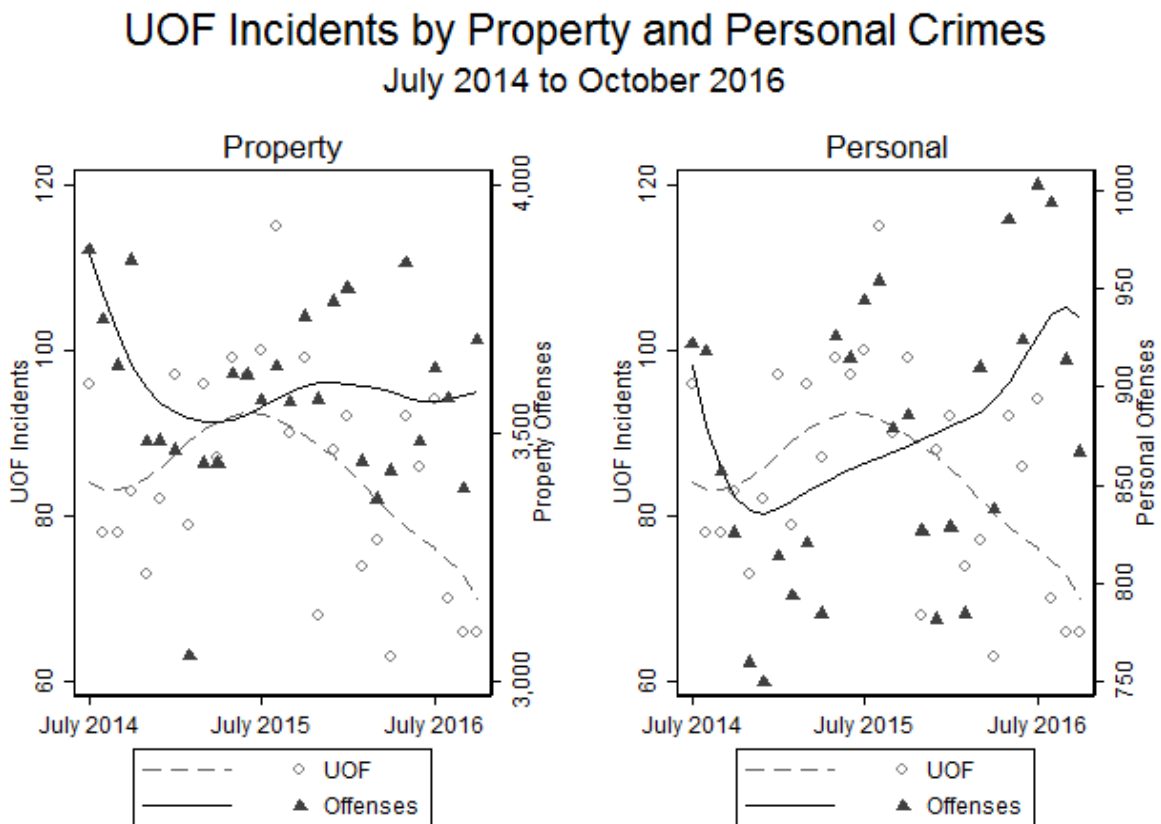 UOF Incidents by Property and Personal Crimes
July 2014 to October 2016
Property
120
100
80
60
UOF Incidents
4,000
3,500
3,000
Property Offenses
July 2014 July 2015 July 2016
UOF
Offenses
Personal
120
100
80
60
UOF Incidents
1000
950
900
850
800
750
Personal Offenses
July 2014 July 2015 July 2016
UOF
Offenses